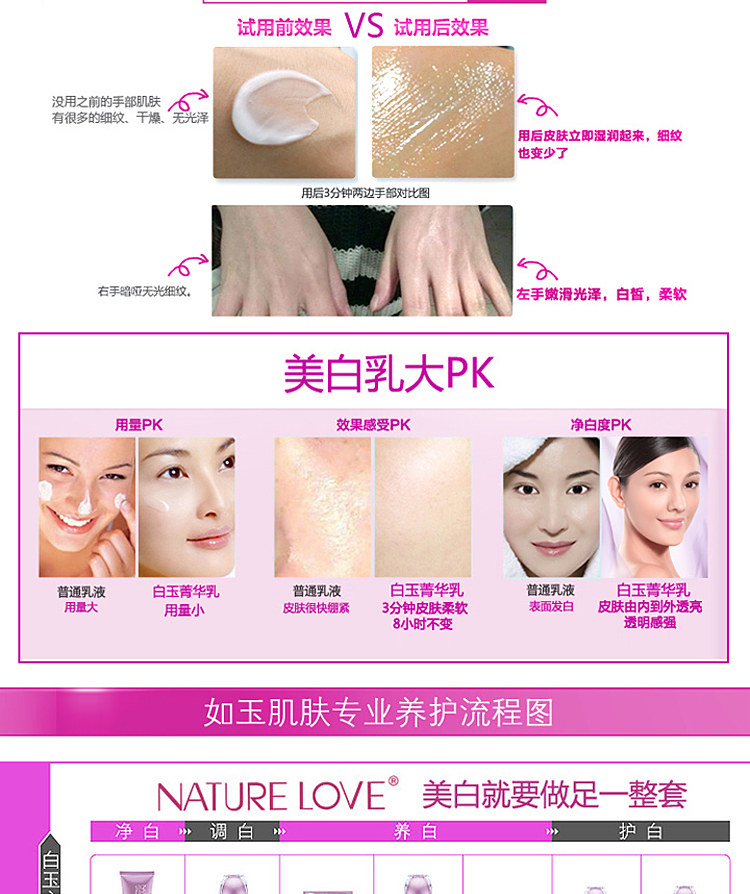 试用前效果 VS 试用后效果
没用之前的手部肌肤
有很多的细纹、干燥、无光泽
用后皮肤立即湿润起来，细纹
也变少了
用后3分钟两边手部对比图
右手暗哑无光细纹。
左手嫩滑光泽，白皙，柔软
美白乳大PK
用量PK
效果感受PK
净白度PK
普通乳液
用量大
白玉菁华乳
用量小
普通乳液
皮肤很快绷紧
白玉菁华乳
3分钟皮肤柔软
8小时不变
普通乳液
表面发白
白玉菁华乳
皮肤由内到外透亮
透明感强
如玉肌肤专业养护流程图
NATURE LOVE® 美白就要做足一整套
净白 调白 养白 护白
白玉